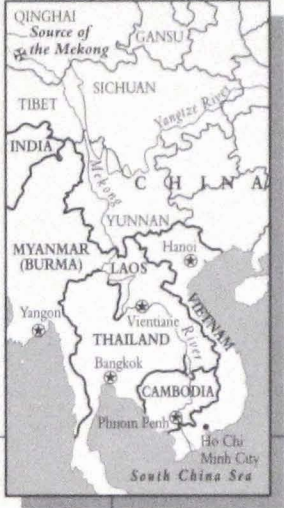 QINGHAI
Source of
the Mekong
GANSU
SICHUAN
TIBET
Yangtze River
INDIA
Mekong
CHINA
YUNNAN
MYANMAR
(BURMA)
Hanoi
LAOS
Yangon
VIETNAM
Vientiane
River
THAILAND
Bangkok
CAMBODIA
Phnom Penh
Ho Chi
Minh City
South China Sea